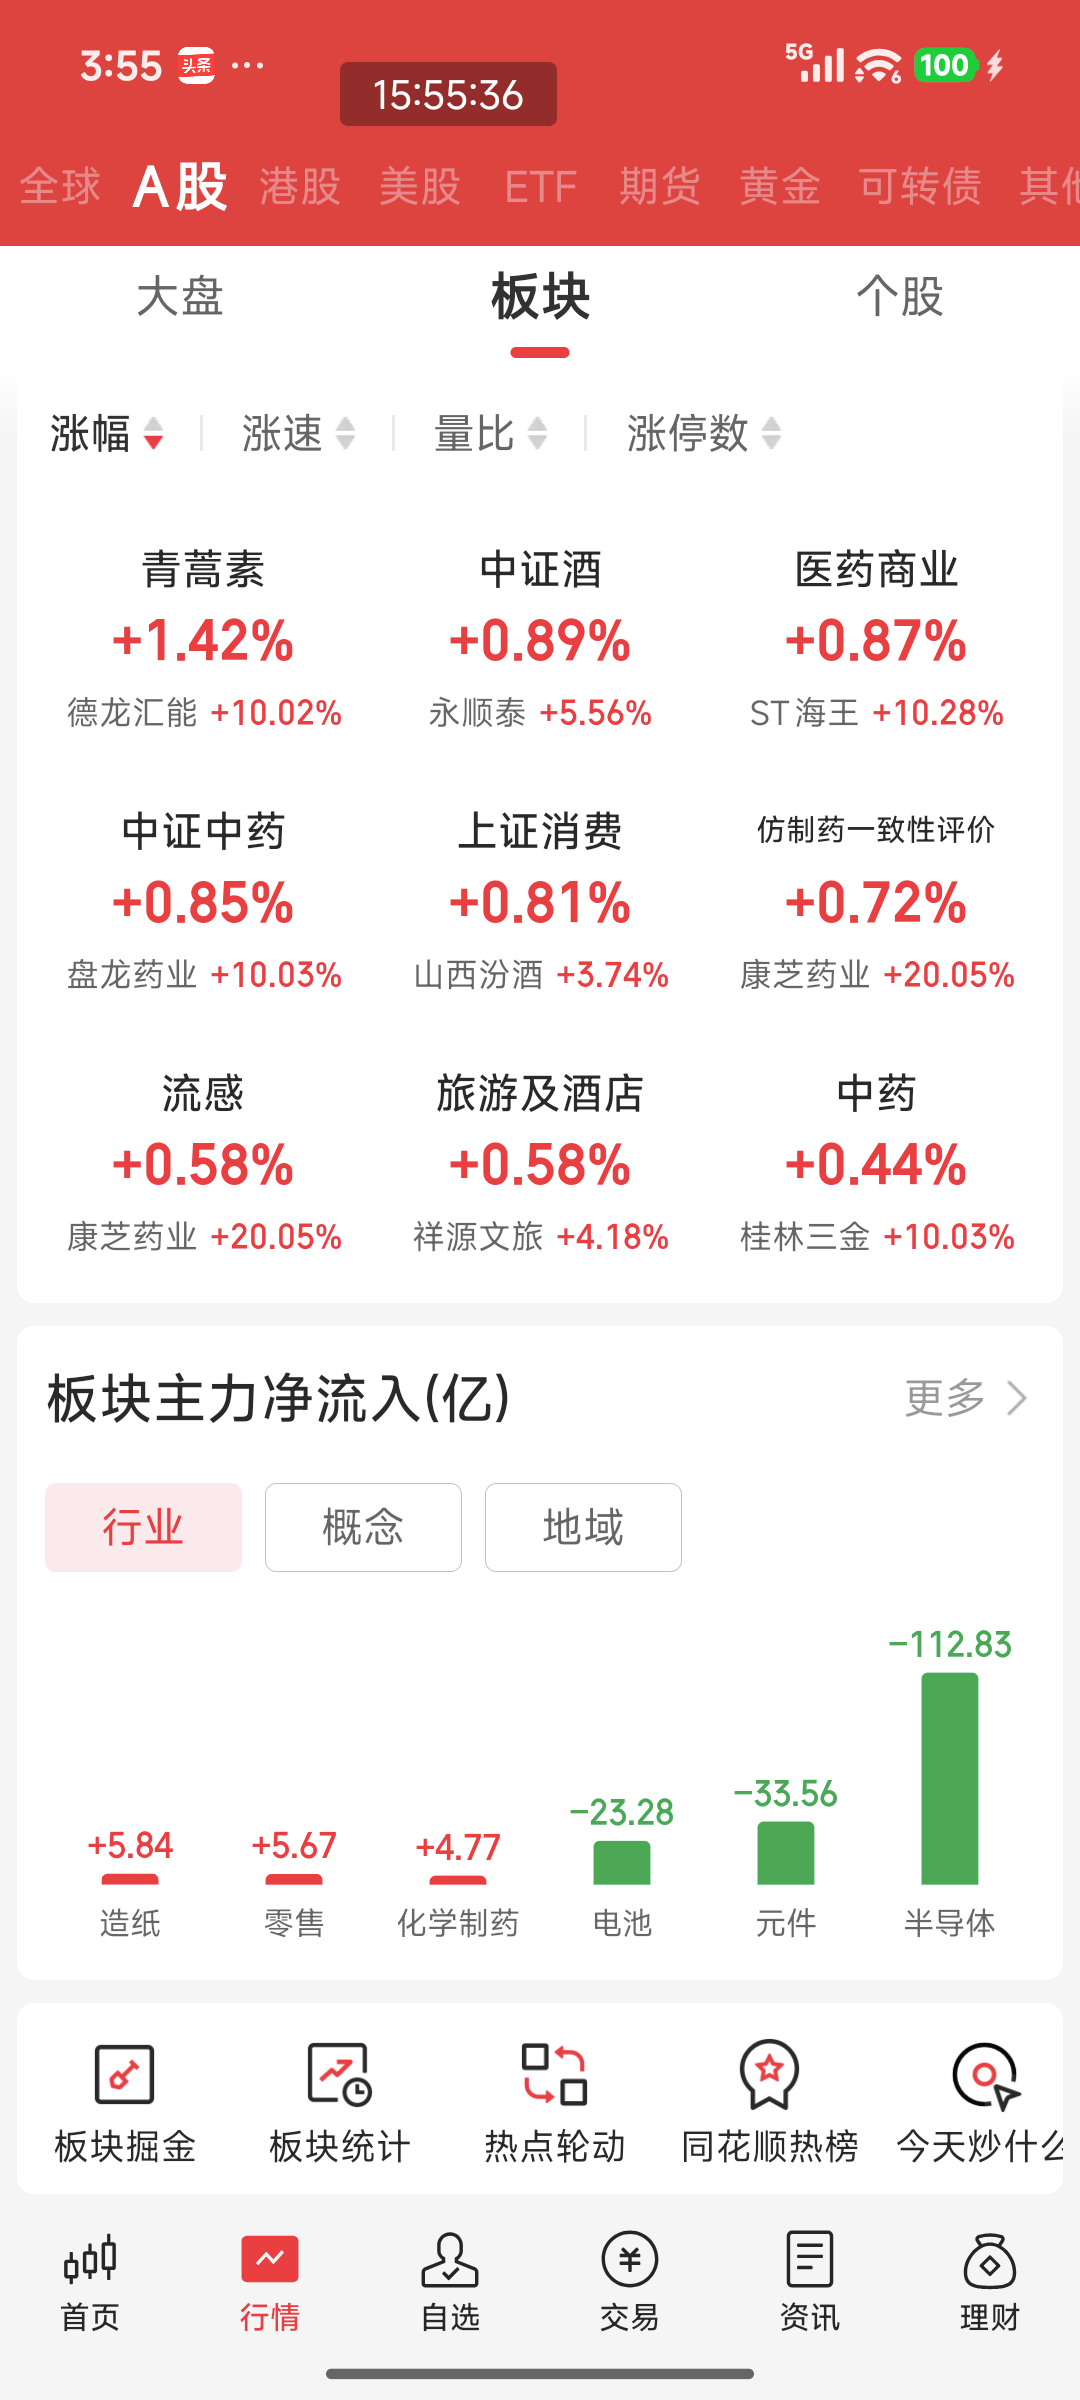 3:55 头条 ... 5G 6 100
15:55:36
全球 A股 港股 美股 ETF 期货 黄金 可转债 其他
大盘 板块 个股
涨幅 涨速 量比 涨停数
青蒿素 中证酒 医药商业
+1.42% +0.89% +0.87%
德龙汇能 +10.02% 永顺泰 +5.56% ST海王 +10.28%
中证中药 上证消费 仿制药一致性评价
+0.85% +0.81% +0.72%
盘龙药业 +10.03% 山西汾酒 +3.74% 康芝药业 +20.05%
流感 旅游及酒店 中药
+0.58% +0.58% +0.44%
康芝药业 +20.05% 祥源文旅 +4.18% 桂林三金 +10.03%
板块主力净流入(亿) 更多
行业 概念 地域
+5.84 +5.67 +4.77 -23.28 -33.56 -112.83
造纸 零售 化学制药 电池 元件 半导体
板块掘金 板块统计 热点轮动 同花顺热榜 今天炒什么
首页 行情 自选 交易 资讯 理财